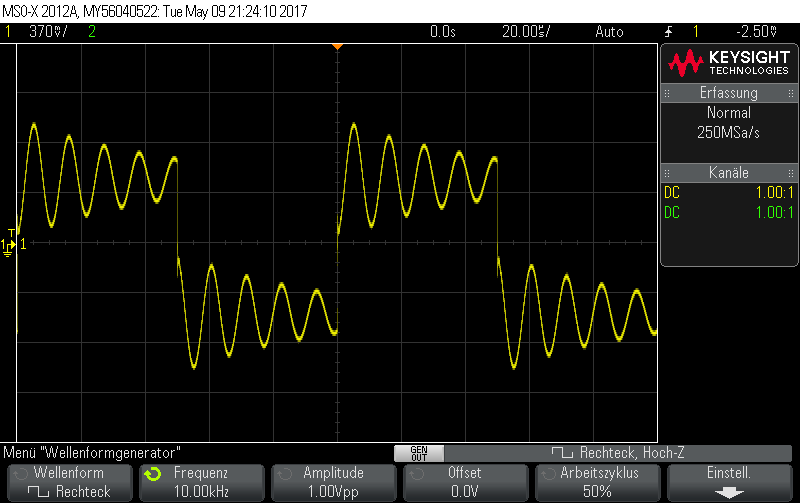 MSO-X 2012A, MY56040522: Tue May 09 21:24:10 2017
1 370mV/ 2 0.0s 20.00us/ Auto 1 -2.50V
KEYSIGHT
TECHNOLOGIES
Erfassung
Normal
250MSa/s
Kanäle
DC 1.00:1
DC 1.00:1
T
1 1
Menü "Wellenformgenerator"
GEN
OUT
Rechteck, Hoch-Z
Wellenform
Rechteck
Frequenz
10.00kHz
Amplitude
1.00Vpp
Offset
0.0V
Arbeitszyklus
50%
Einstell.